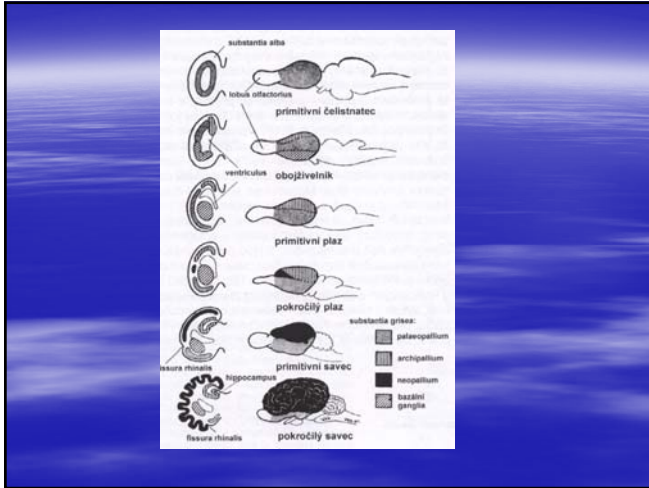 substantia alba
lobus olfactorius
primitivní čelistnatec
ventriculus
obojživelník
primitivní plaz
pokročilý plaz
substantia grisea:
palaeopallium
archipallium
neopallium
bazální
ganglia
primitivní savec
issura rhinalis
hippocampus
fissura rhinalis
pokročilý savec